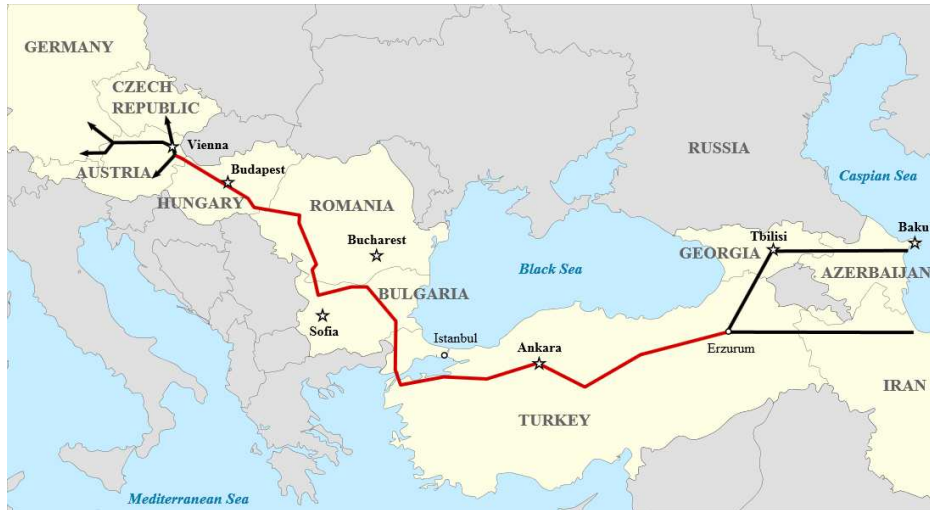 GERMANY
CZECH
REPUBLIC
Vienna
AUSTRIA
Budapest
HUNGARY
ROMANIA
Bucharest
BULGARIA
Sofia
Istanbul
Ankara
TURKEY
Black Sea
RUSSIA
Caspian Sea
Tbilisi
GEORGIA
Baku
AZERBAIJAN
Erzurum
IRAN
Mediterranean Sea